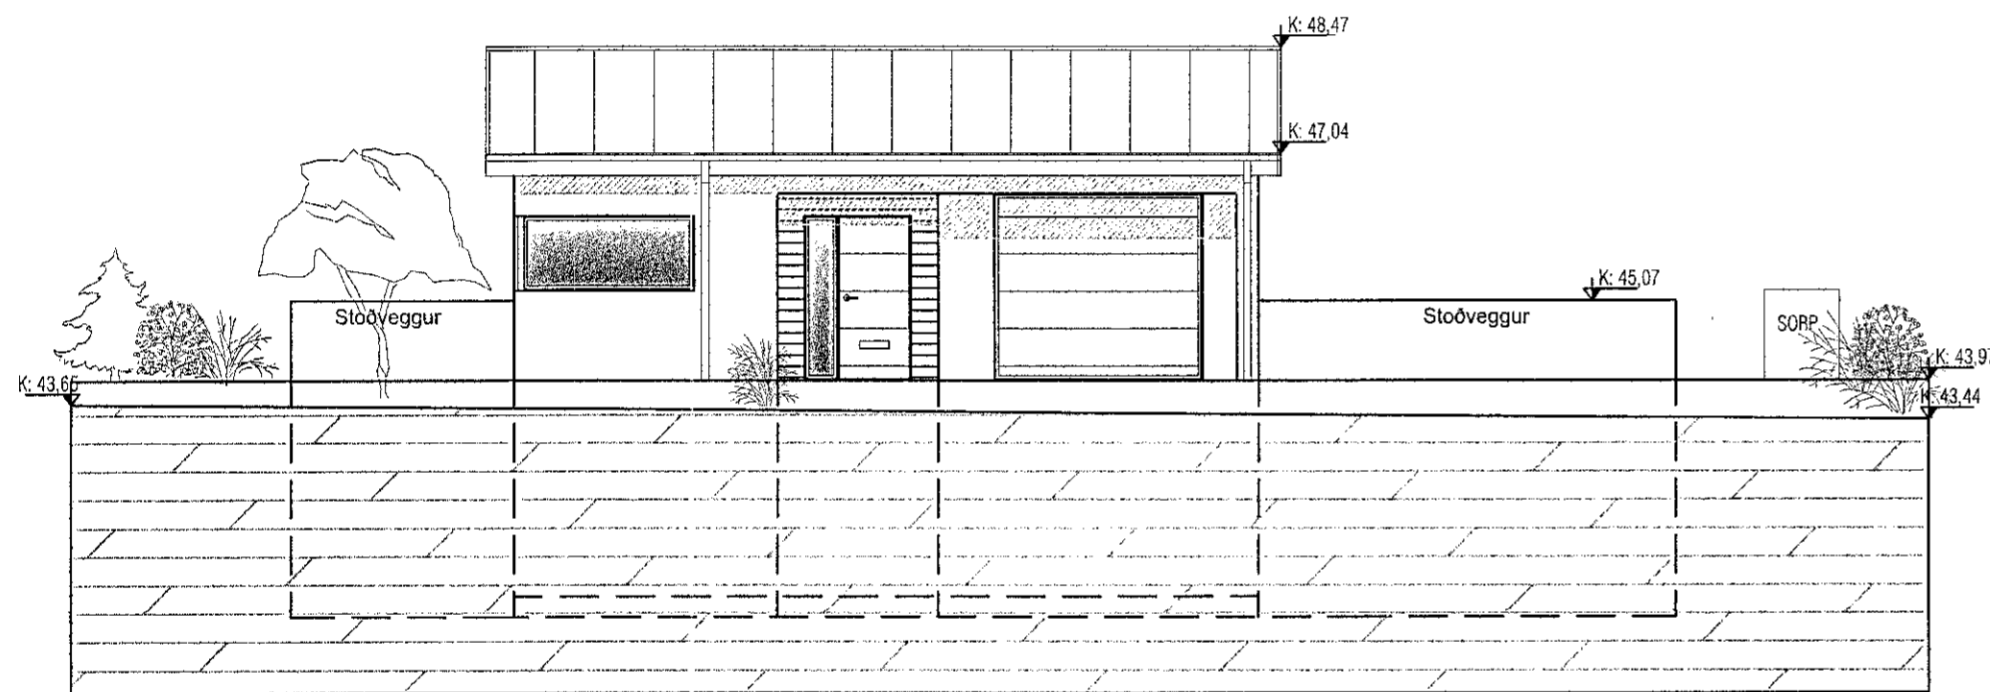 K: 48,47
K: 47,04
K: 45,07
Stoðveggur
Stoðveggur
SORP
K: 43,97
K: 43,66
K: 43,44